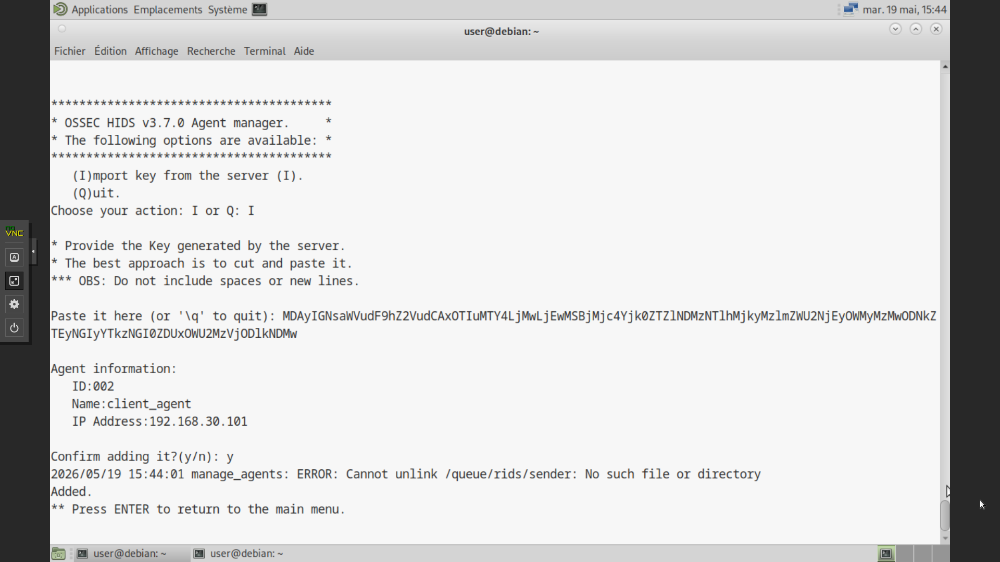 Applications Emplacements Système
mar. 19 mai, 15:44
user@debian: ~
Fichier Édition Affichage Recherche Terminal Aide
****************************************
* OSSEC HIDS v3.7.0 Agent manager.     *
* The following options are available: *
****************************************
   (I)mport key from the server (I).
   (Q)uit.
Choose your action: I or Q: I
* Provide the Key generated by the server.
* The best approach is to cut and paste it.
*** OBS: Do not include spaces or new lines.
Paste it here (or '\q' to quit): MDAyIGNsaWVudF9hZ2VudCAxOTIuMTY4LjMwLjEwMSBjMjc4Yjk0ZTZlNDMzNTlhMjkyMzlmZWU2NjEyOWMyMzMwODNkZ
TEyNGIyYTkzNGI0ZDUxOWU2MzVjODlkNDMw
Agent information:
   ID:002
   Name:client_agent
   IP Address:192.168.30.101
Confirm adding it?(y/n): y
2026/05/19 15:44:01 manage_agents: ERROR: Cannot unlink /queue/rids/sender: No such file or directory
Added.
** Press ENTER to return to the main menu.
no
VNC
A
user@debian: ~
user@debian: ~